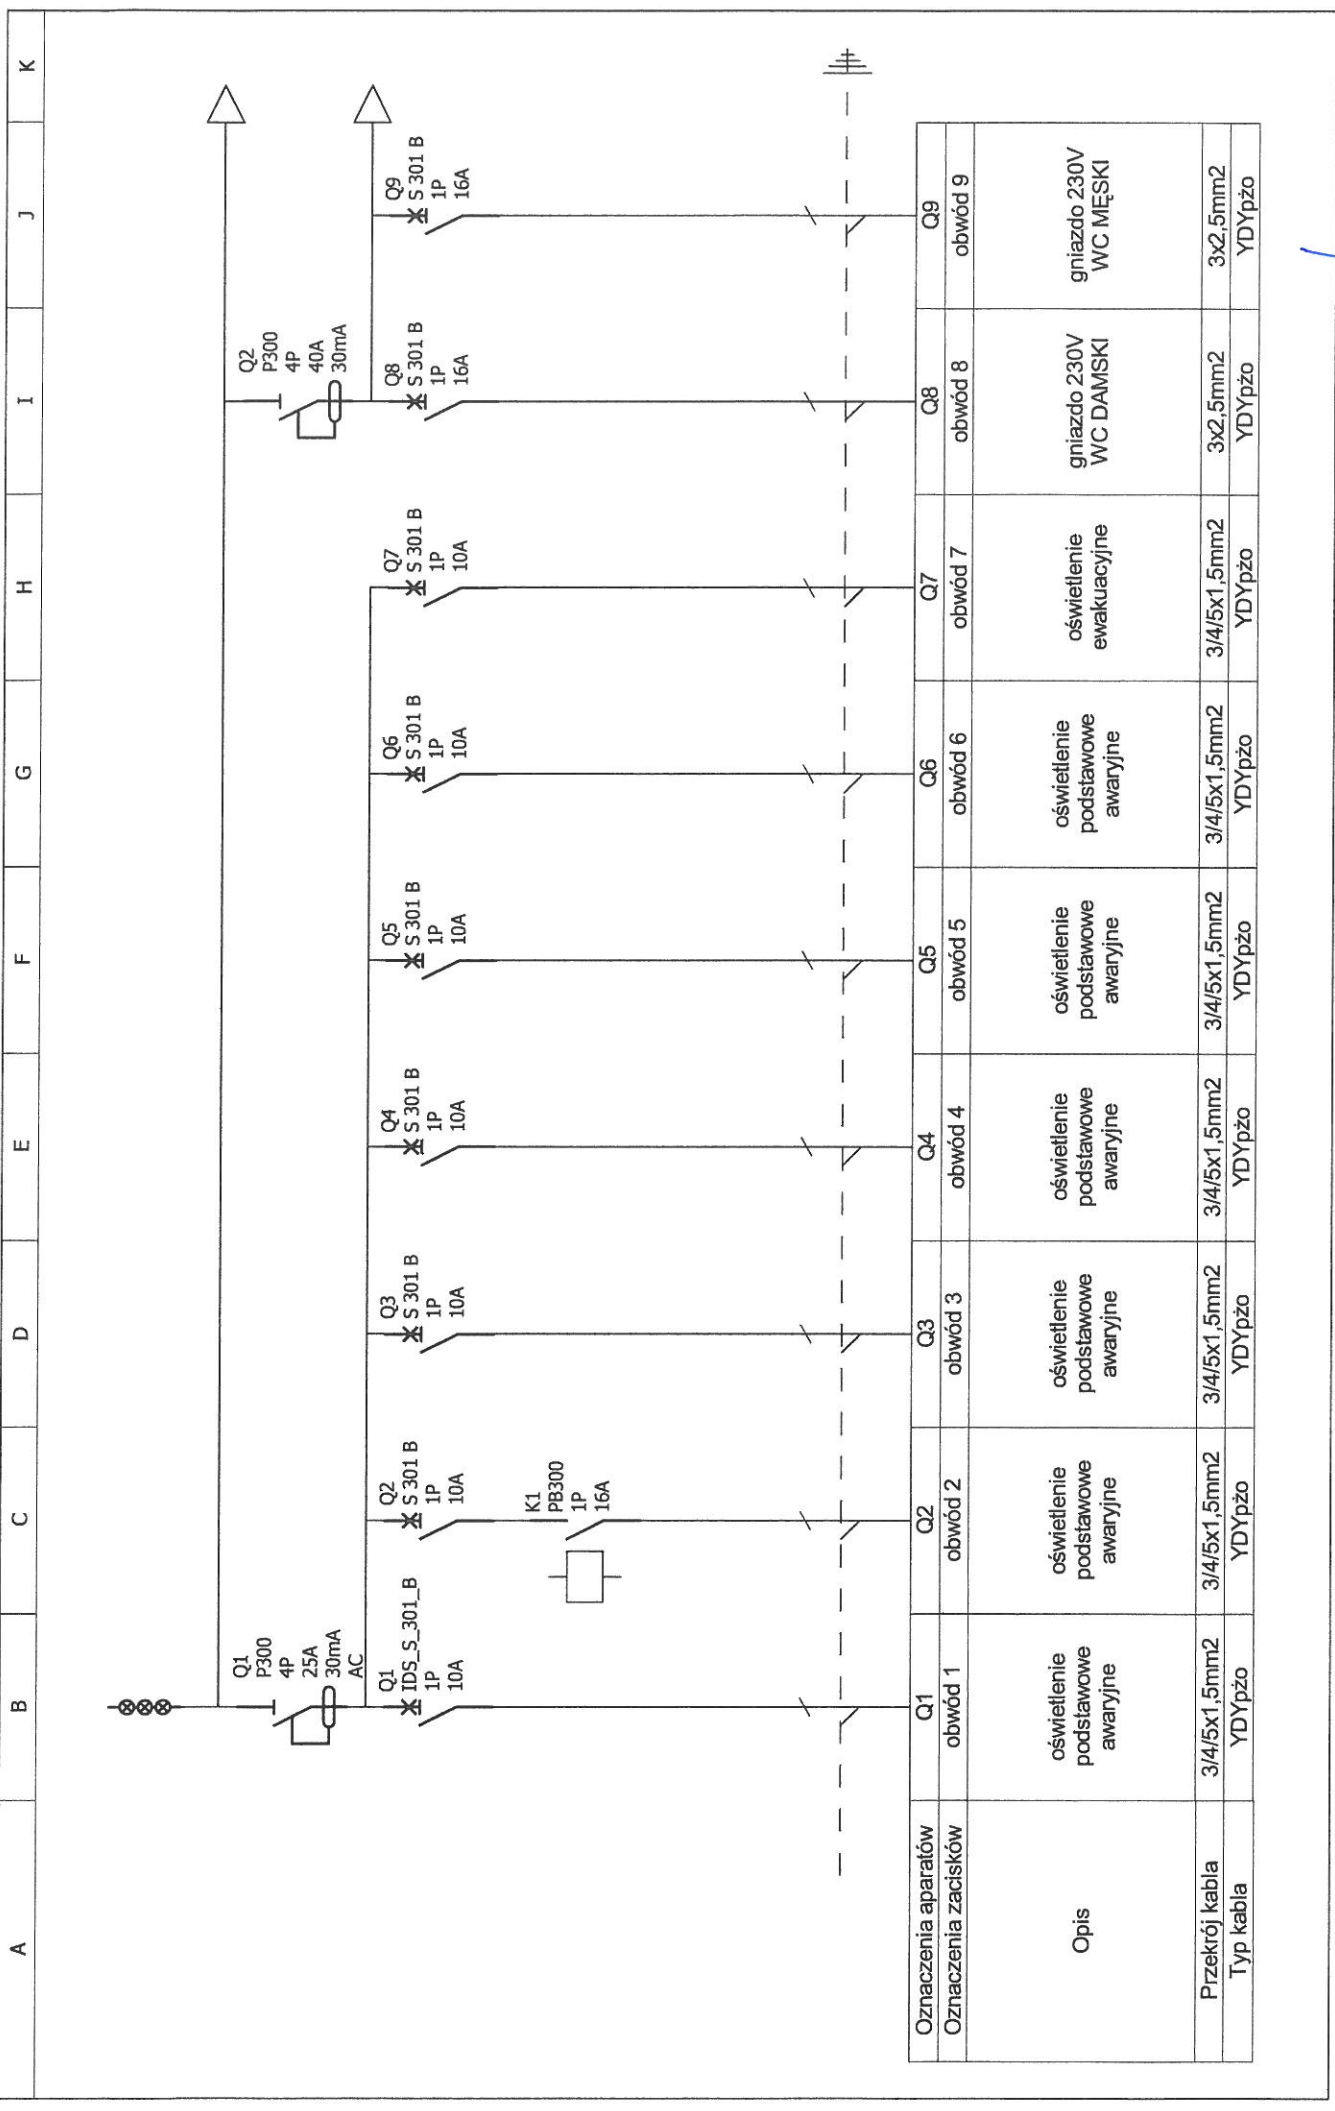 A
B
C
D
E
F
G
H
I
J
K
Q1
P300
4P
25A
30mA
AC
Q2
P300
4P
40A
30mA
Q1
IDS_S_301_B
1P
10A
Q2
S 301 B
1P
10A
K1
PB300
1P
16A
Q3
S 301 B
1P
10A
Q4
S 301 B
1P
10A
Q5
S 301 B
1P
10A
Q6
S 301 B
1P
10A
Q7
S 301 B
1P
10A
Q8
S 301 B
1P
16A
Q9
S 301 B
1P
16A
Oznaczenia aparatów Q1 Q2 Q3 Q4 Q5 Q6 Q7 Q8 Q9
Oznaczenia zacisków obwód 1 obwód 2 obwód 3 obwód 4 obwód 5 obwód 6 obwód 7 obwód 8 obwód 9
Opis
oświetlenie
podstawowe
awaryjne
oświetlenie
podstawowe
awaryjne
oświetlenie
podstawowe
awaryjne
oświetlenie
podstawowe
awaryjne
oświetlenie
podstawowe
awaryjne
oświetlenie
podstawowe
awaryjne
oświetlenie
ewakuacyjne
gniazdo 230V
WC DAMSKI
gniazdo 230V
WC MĘSKI
Przekrój kabla 3/4/5x1,5mm2 3/4/5x1,5mm2 3/4/5x1,5mm2 3/4/5x1,5mm2 3/4/5x1,5mm2 3/4/5x1,5mm2 3/4/5x1,5mm2 3x2,5mm2 3x2,5mm2
Typ kabla YDYpżo YDYpżo YDYpżo YDYpżo YDYpżo YDYpżo YDYpżo YDYpżo YDYpżo